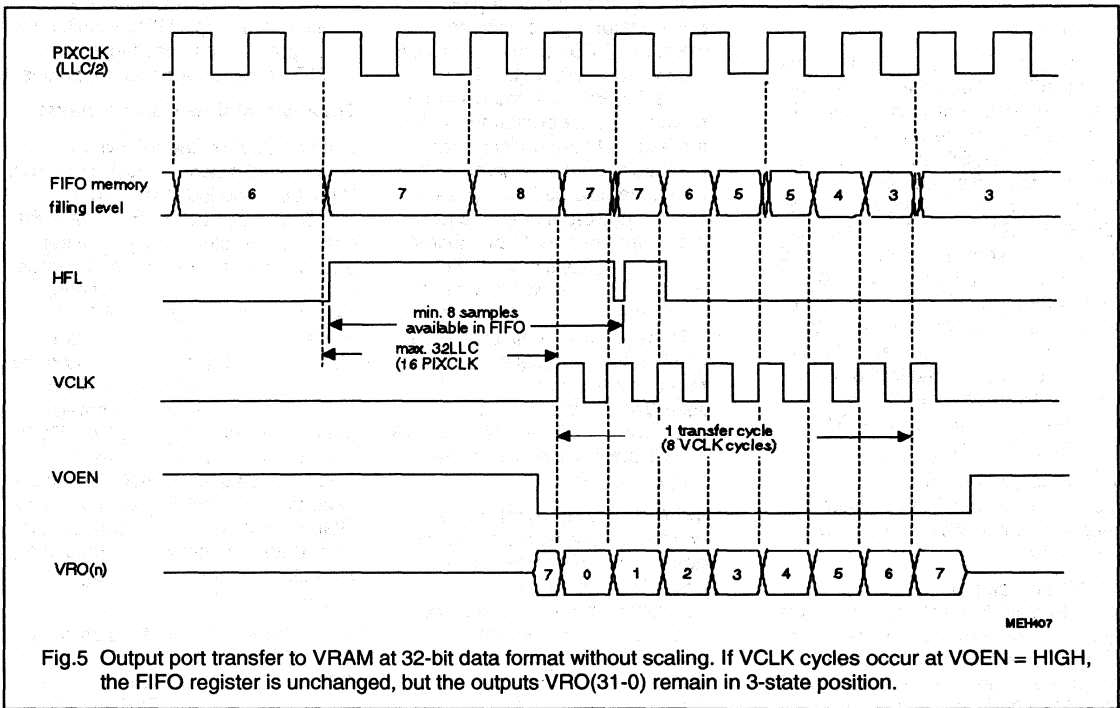 PIXCLK
(LLC/2)
FIFO memory
filling level
6 7 8 7 7 6 5 5 4 3 3
HFL
min. 8 samples
available in FIFO
max. 32LLC
(16 PIXCLK
VCLK
1 transfer cycle
(8 VCLK cycles)
VOEN
VRO(n)
7 0 1 2 3 4 5 6 7
MEH407
Fig.5 Output port transfer to VRAM at 32-bit data format without scaling. If VCLK cycles occur at VOEN = HIGH,
the FIFO register is unchanged, but the outputs VRO(31-0) remain in 3-state position.